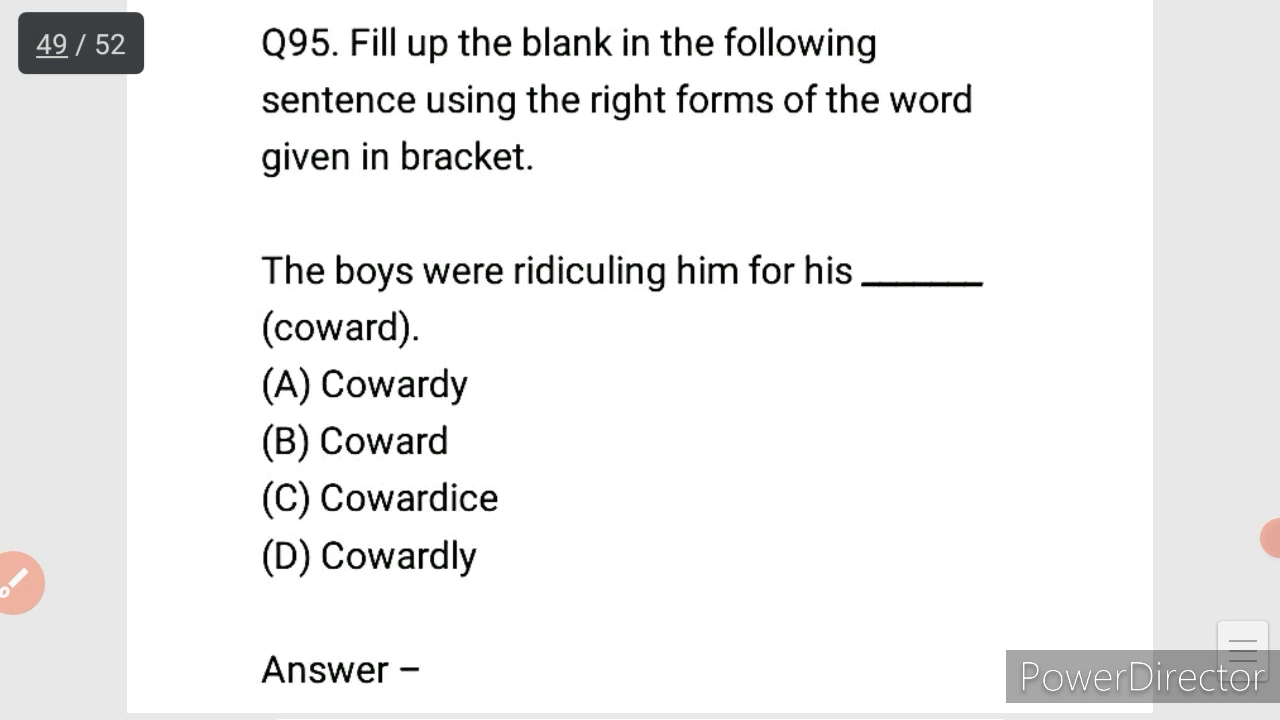 49 / 52
Q95. Fill up the blank in the following
sentence using the right forms of the word
given in bracket.
The boys were ridiculing him for his _______
(coward).
(A) Cowardy
(B) Coward
(C) Cowardice
(D) Cowardly
Answer –
PowerDirector